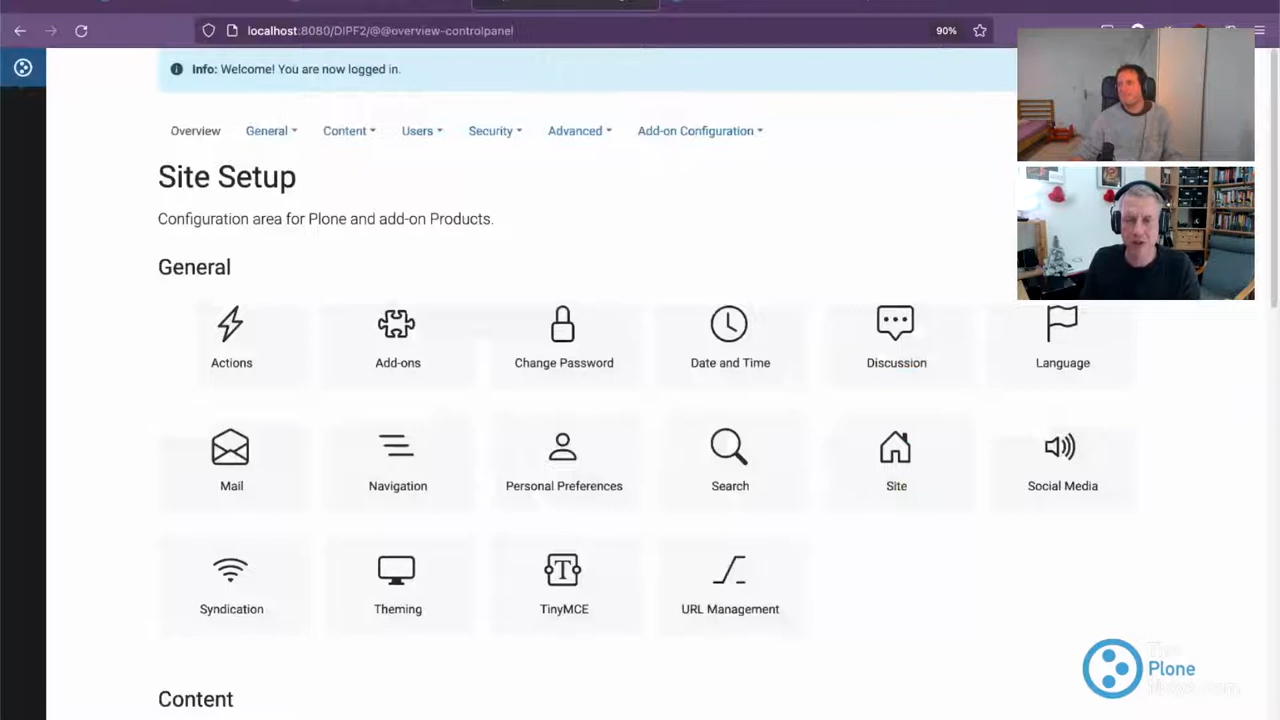 localhost:8080/DIPF2/@@overview-controlpanel
90%
Info: Welcome! You are now logged in.
Overview General Content Users Security Advanced Add-on Configuration
Site Setup
Configuration area for Plone and add-on Products.
General
Actions Add-ons Change Password Date and Time Discussion Language
Mail Navigation Personal Preferences Search Site Social Media
Syndication Theming TinyMCE URL Management
Content
Plone